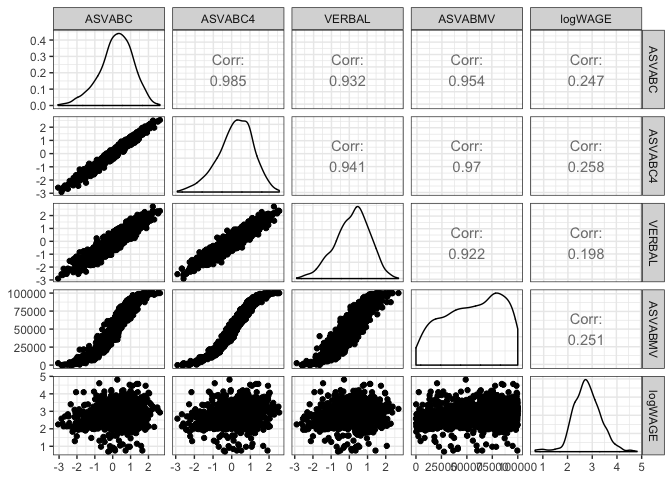 ASVABC ASVABC4 VERBAL ASVABMV logWAGE
0.4
0.3
0.2
0.1
0.0
Corr:
0.985
Corr:
0.932
Corr:
0.954
Corr:
0.247
ASVABC
2
1
0
-1
-2
-3
Corr:
0.941
Corr:
0.97
Corr:
0.258
ASVABC4
2
1
0
-1
-2
-3
Corr:
0.922
Corr:
0.198
VERBAL
100000
75000
50000
25000
0
Corr:
0.251
ASVABMV
5
4
3
2
1
logWAGE
-3 -2 -1 0 1 2
-3 -2 -1 0 1 2
-3 -2 -1 0 1 2
0 25000 50000 75000 100000
1 2 3 4 5